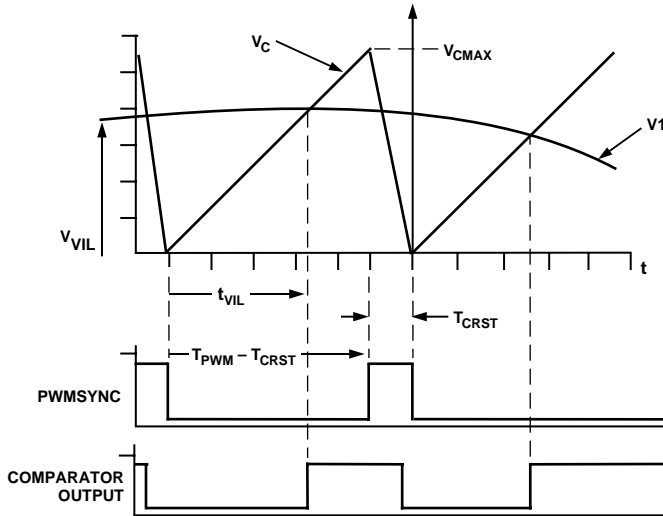 VC
VCMAX
V1
VVIL
t
tVIL
TCRST
TPWM – TCRST
PWMSYNC
COMPARATOR
OUTPUT